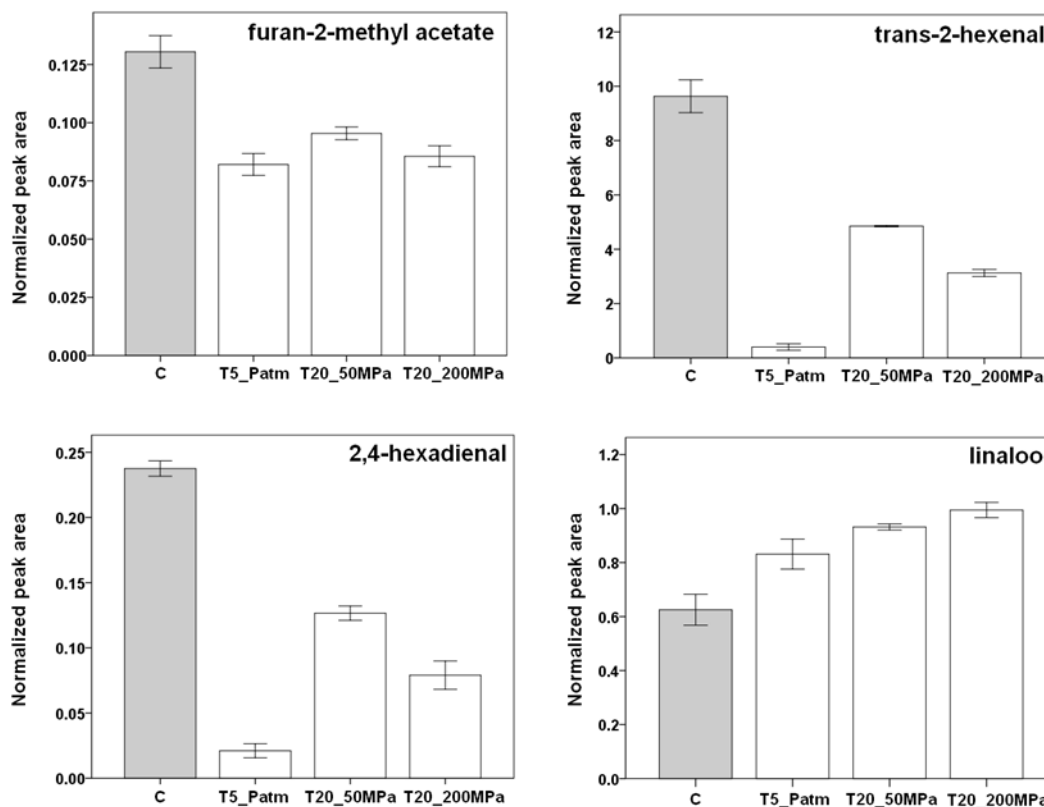 furan-2-methyl acetate
Normalized peak area
0.125
0.100
0.075
0.050
0.025
0.000
C T5_Patm T20_50MPa T20_200MPa
trans-2-hexenal
Normalized peak area
12
10
8
6
4
2
0
C T5_Patm T20_50MPa T20_200MPa
2,4-hexadienal
Normalized peak area
0.25
0.20
0.15
0.10
0.05
0.00
C T5_Patm T20_50MPa T20_200MPa
linaloo
Normalized peak area
1.2
1.0
0.8
0.6
0.4
0.2
0.0
C T5_Patm T20_50MPa T20_200MPa